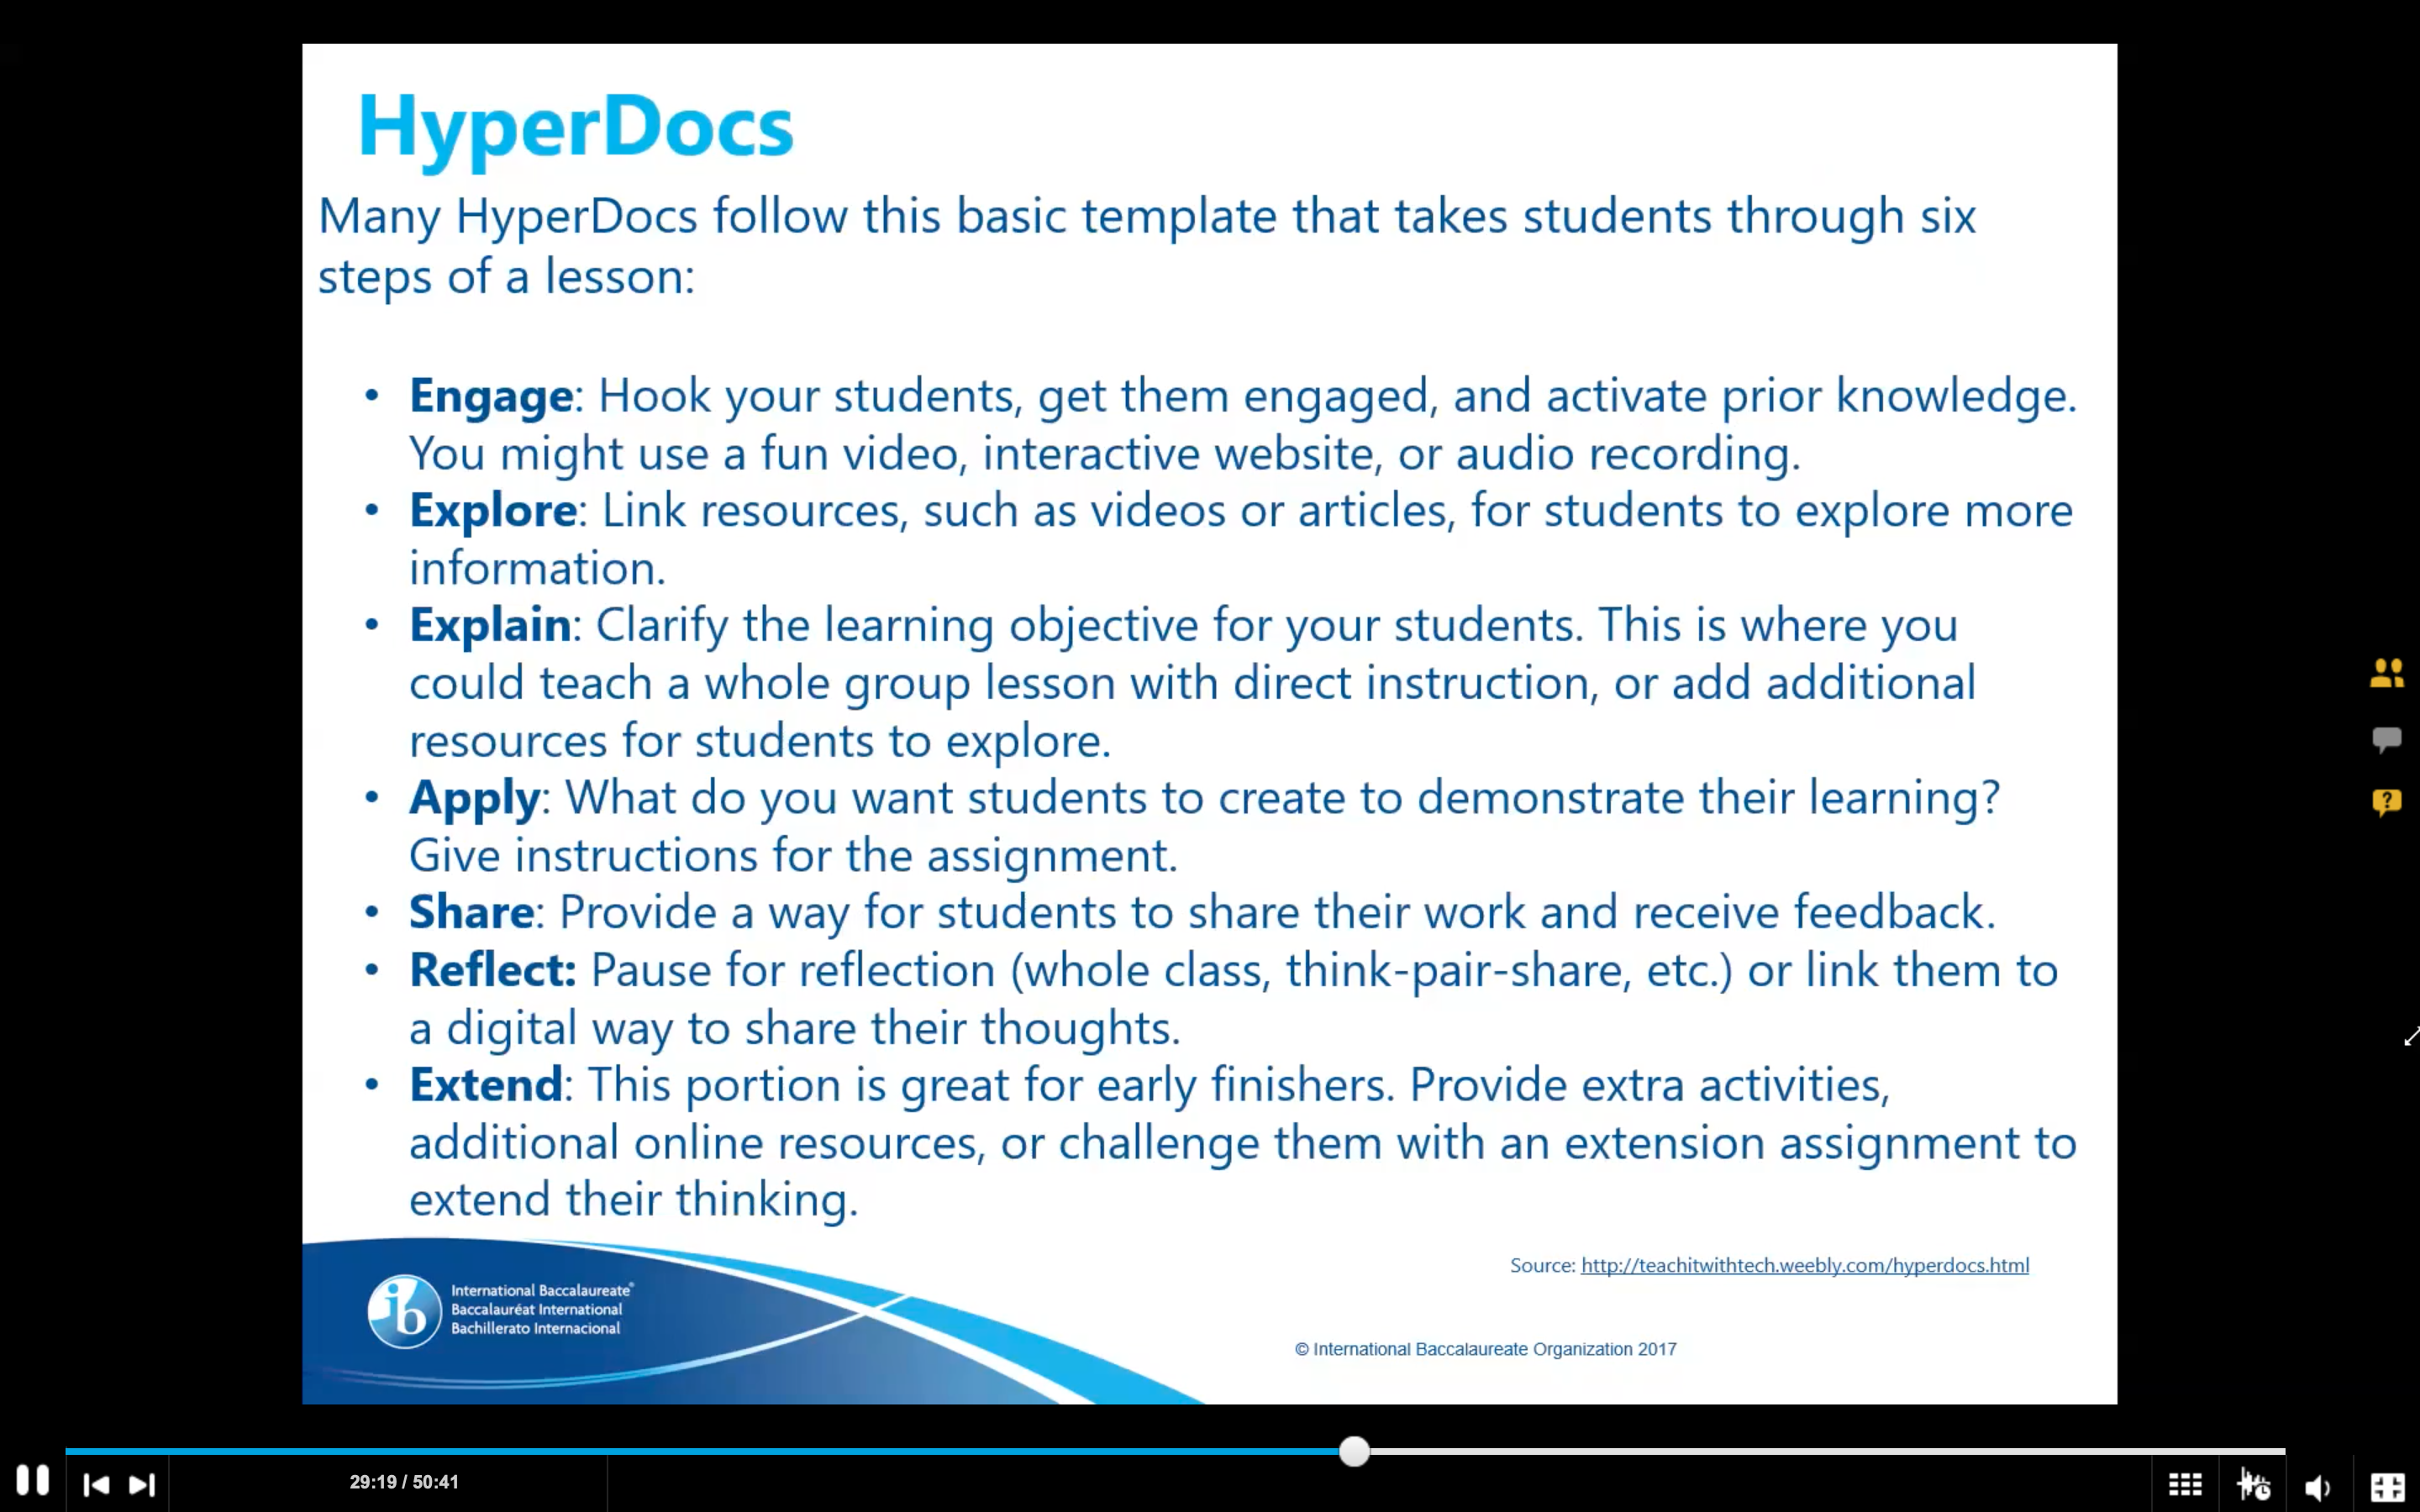 HyperDocs
Many HyperDocs follow this basic template that takes students through six
steps of a lesson:
• Engage: Hook your students, get them engaged, and activate prior knowledge.
You might use a fun video, interactive website, or audio recording.
• Explore: Link resources, such as videos or articles, for students to explore more
information.
• Explain: Clarify the learning objective for your students. This is where you
could teach a whole group lesson with direct instruction, or add additional
resources for students to explore.
• Apply: What do you want students to create to demonstrate their learning?
Give instructions for the assignment.
• Share: Provide a way for students to share their work and receive feedback.
• Reflect: Pause for reflection (whole class, think-pair-share, etc.) or link them to
a digital way to share their thoughts.
• Extend: This portion is great for early finishers. Provide extra activities,
additional online resources, or challenge them with an extension assignment to
extend their thinking.
Source: http://teachitwithtech.weebly.com/hyperdocs.html
ib
International Baccalaureate®
Baccalauréat International
Bachillerato Internacional
© International Baccalaureate Organization 2017
29:19 / 50:41